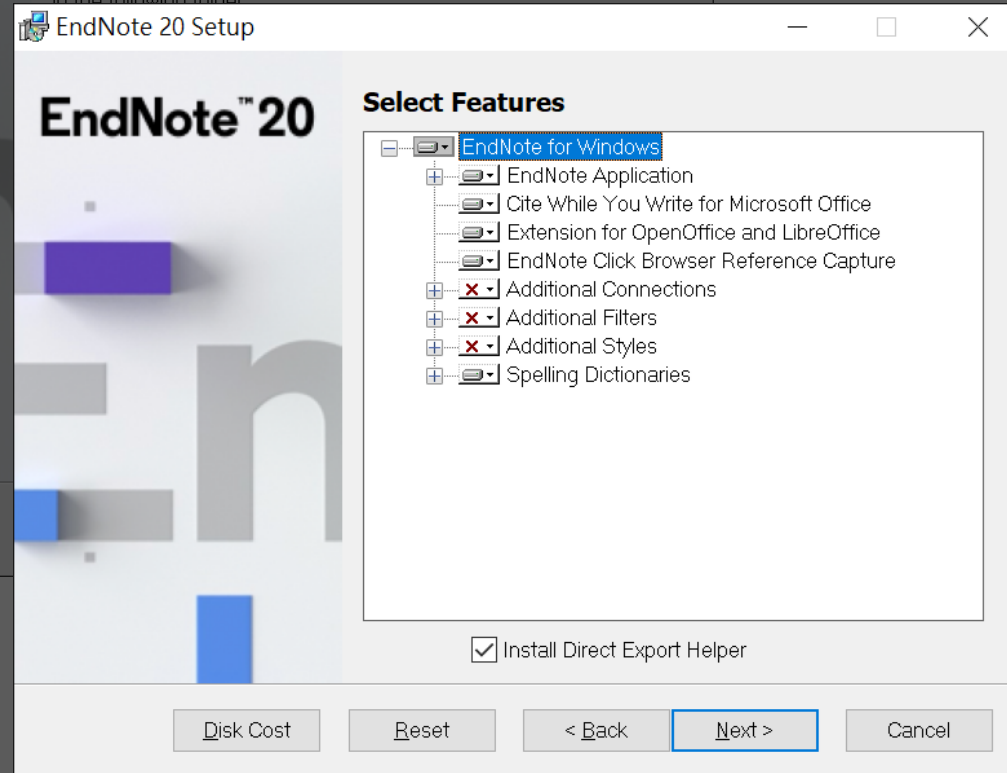 EndNote 20 Setup
EndNote™20
Select Features
EndNote for Windows
EndNote Application
Cite While You Write for Microsoft Office
Extension for OpenOffice and LibreOffice
EndNote Click Browser Reference Capture
Additional Connections
Additional Filters
Additional Styles
Spelling Dictionaries
Install Direct Export Helper
Disk Cost
Reset
< Back
Next >
Cancel